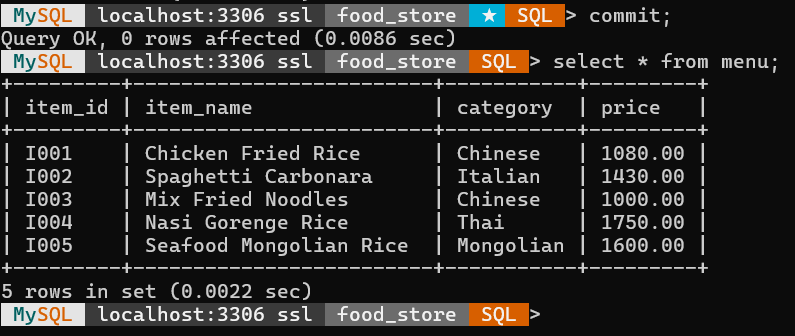 MySQL localhost:3306 ssl food_store ★ SQL > commit;
Query OK, 0 rows affected (0.0086 sec)
MySQL localhost:3306 ssl food_store SQL > select * from menu;
+---------+-------------------------+-----------+---------+
| item_id | item_name               | category  | price   |
+---------+-------------------------+-----------+---------+
| I001    | Chicken Fried Rice      | Chinese   | 1080.00 |
| I002    | Spaghetti Carbonara     | Italian   | 1430.00 |
| I003    | Mix Fried Noodles       | Chinese   | 1000.00 |
| I004    | Nasi Gorenge Rice       | Thai      | 1750.00 |
| I005    | Seafood Mongolian Rice  | Mongolian | 1600.00 |
+---------+-------------------------+-----------+---------+
5 rows in set (0.0022 sec)
MySQL localhost:3306 ssl food_store SQL >